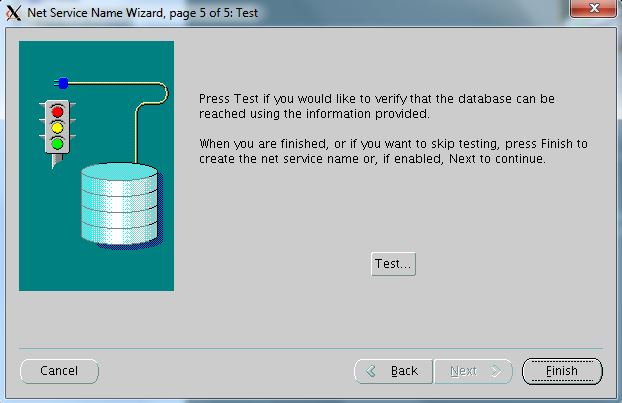 Net Service Name Wizard, page 5 of 5: Test
Press Test if you would like to verify that the database can be
reached using the information provided.
When you are finished, or if you want to skip testing, press Finish to
create the net service name or, if enabled, Next to continue.
Test...
Cancel
Back
Next
Finish